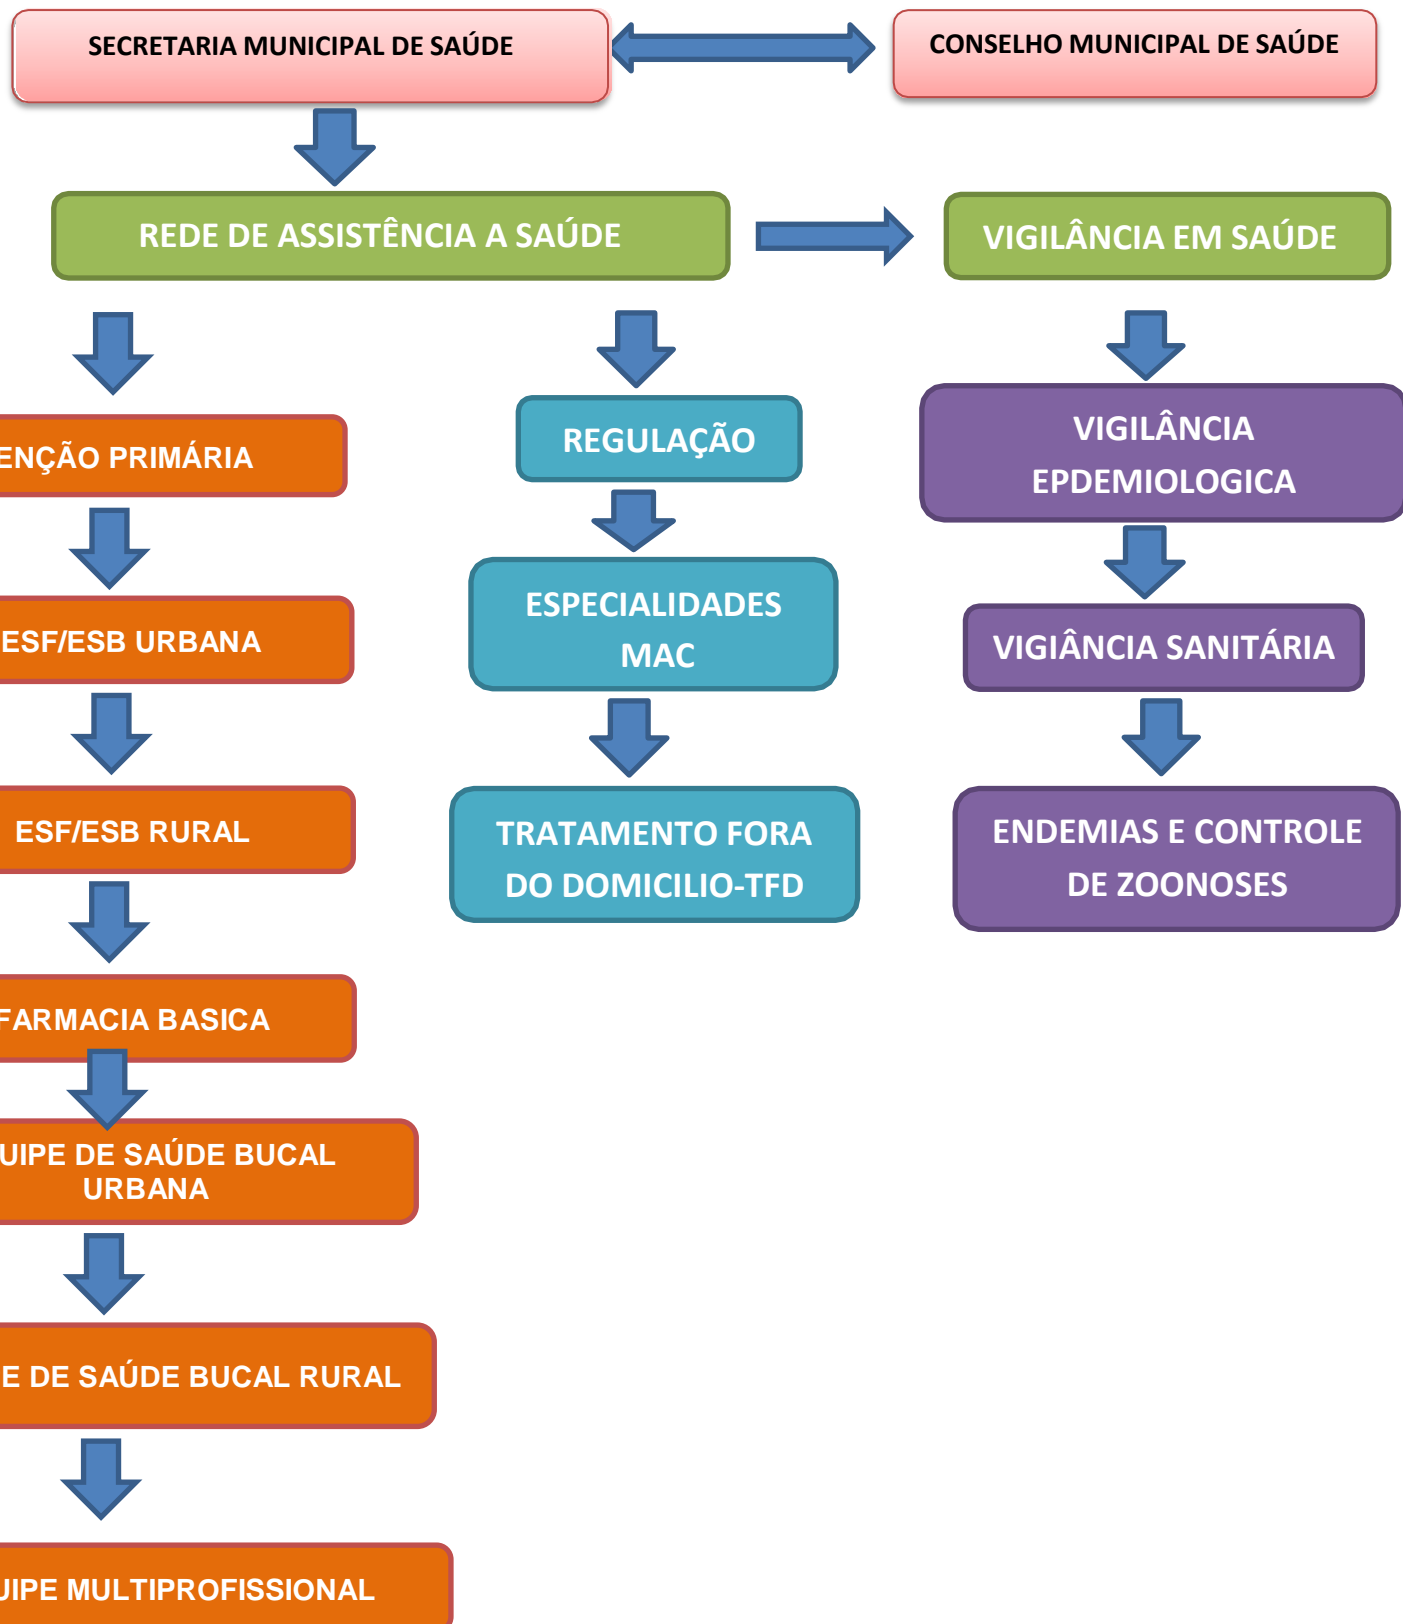 SECRETARIA MUNICIPAL DE SAÚDE
CONSELHO MUNICIPAL DE SAÚDE
REDE DE ASSISTÊNCIA A SAÚDE
VIGILÂNCIA EM SAÚDE
ENÇÃO PRIMÁRIA
ESF/ESB URBANA
ESF/ESB RURAL
FARMACIA BASICA
UIPE DE SAÚDE BUCAL
URBANA
E DE SAÚDE BUCAL RURAL
UIPE MULTIPROFISSIONAL
REGULAÇÃO
ESPECIALIDADES
MAC
TRATAMENTO FORA
DO DOMICILIO-TFD
VIGILÂNCIA
EPDEMIOLOGICA
VIGIÂNCIA SANITÁRIA
ENDEMIAS E CONTROLE
DE ZOONOSES